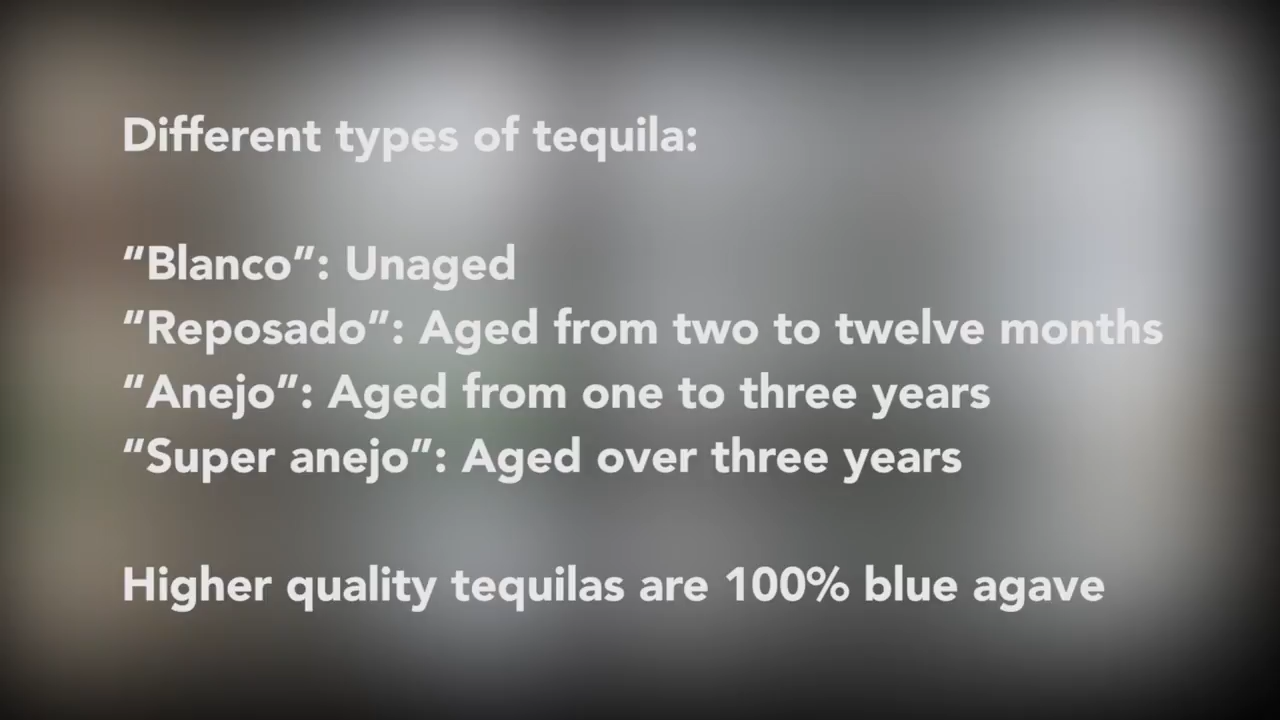 Different types of tequila:
“Blanco”: Unaged
“Reposado”: Aged from two to twelve months
“Anejo”: Aged from one to three years
“Super anejo”: Aged over three years
Higher quality tequilas are 100% blue agave